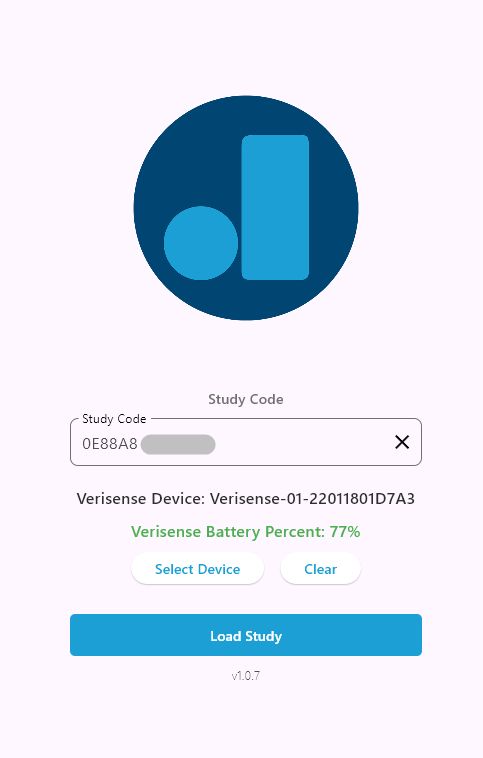 Study Code
Study Code
0E88A8
Verisense Device: Verisense-01-22011801D7A3
Verisense Battery Percent: 77%
Select Device
Clear
Load Study
v1.0.7